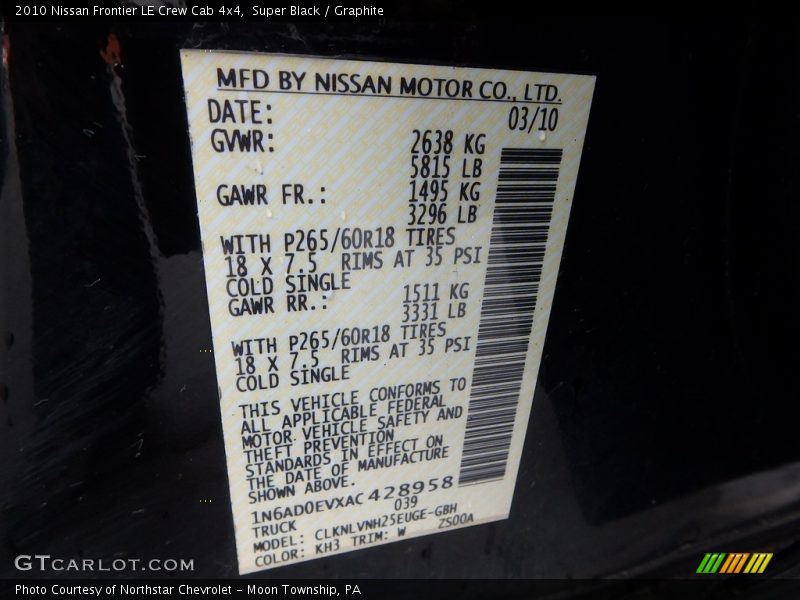 2010 Nissan Frontier LE Crew Cab 4x4,  Super Black / Graphite
MFD BY NISSAN MOTOR CO., LTD.
DATE: 03/10
GVWR: 2638 KG
5815 LB
GAWR FR.: 1495 KG
3296 LB
WITH P265/60R18 TIRES
18 X 7.5 RIMS AT 35 PSI
COLD SINGLE
GAWR RR.: 1511 KG
3331 LB
WITH P265/60R18 TIRES
18 X 7.5 RIMS AT 35 PSI
COLD SINGLE
THIS VEHICLE CONFORMS TO
ALL APPLICABLE FEDERAL
MOTOR VEHICLE SAFETY AND
THEFT PREVENTION
STANDARDS IN EFFECT ON
THE DATE OF MANUFACTURE
SHOWN ABOVE.
1N6AD0EVXAC428958
TRUCK 039
MODEL: CLKNLVNH25EUGE-GBH
COLOR: KH3 TRIM: W ZS00A
GTCARLOT.COM
Photo Courtesy of Northstar Chevrolet - Moon Township, PA